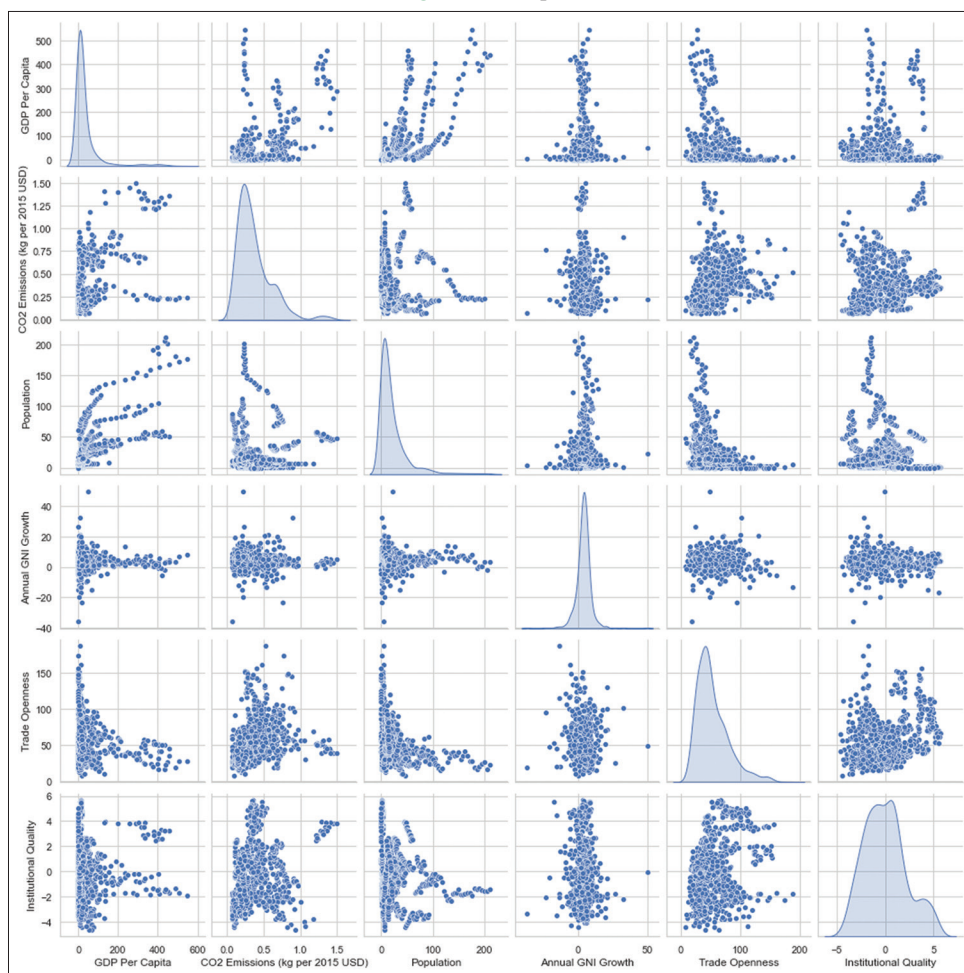 GDP Per Capita
500
400
300
200
100
0
CO2 Emissions (kg per 2015 USD)
1.50
1.25
1.00
0.75
0.50
0.25
0.00
Population
200
150
100
50
0
Annual GNI Growth
40
20
0
−20
−40
Trade Openness
150
100
50
0
Institutional Quality
6
4
2
0
−2
−4
0 200 400 600
0.0 0.5 1.0 1.5
0 100 200
0 50
0 100 200
−5 0 5
GDP Per Capita
CO2 Emissions (kg per 2015 USD)
Population
Annual GNI Growth
Trade Openness
Institutional Quality